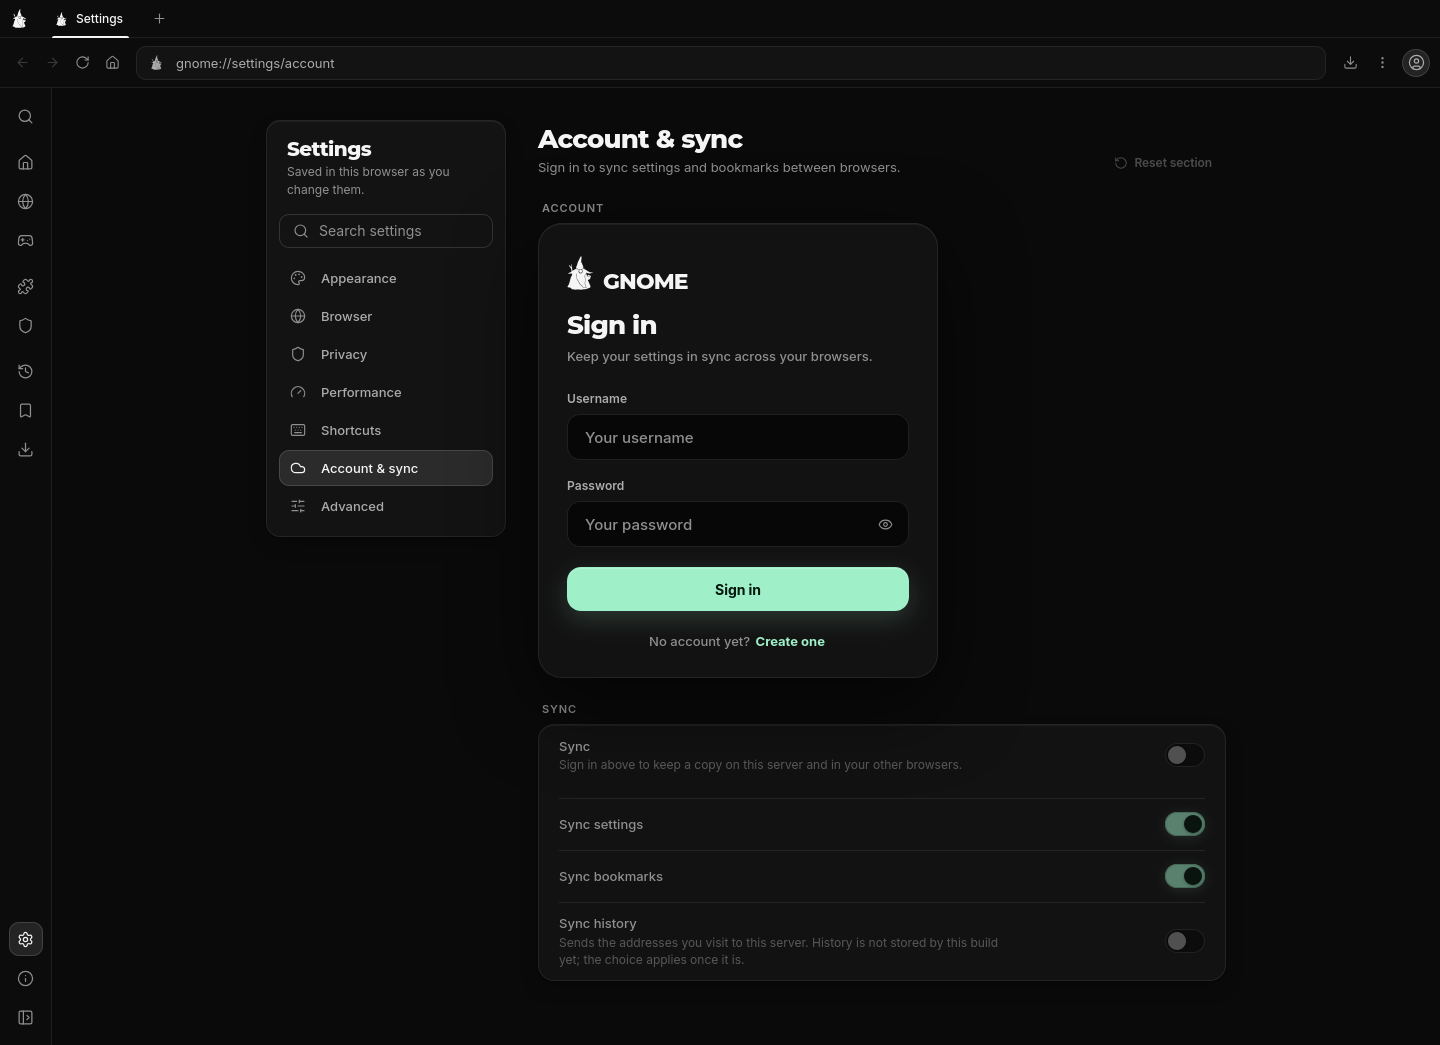 Settings
gnome://settings/account
Settings
Saved in this browser as you
change them.
Search settings
Appearance
Browser
Privacy
Performance
Shortcuts
Account & sync
Advanced
Account & sync
Sign in to sync settings and bookmarks between browsers.
Reset section
ACCOUNT
GNOME
Sign in
Keep your settings in sync across your browsers.
Username
Your username
Password
Your password
Sign in
No account yet? Create one
SYNC
Sync
Sign in above to keep a copy on this server and in your other browsers.
Sync settings
Sync bookmarks
Sync history
Sends the addresses you visit to this server. History is not stored by this build
yet; the choice applies once it is.